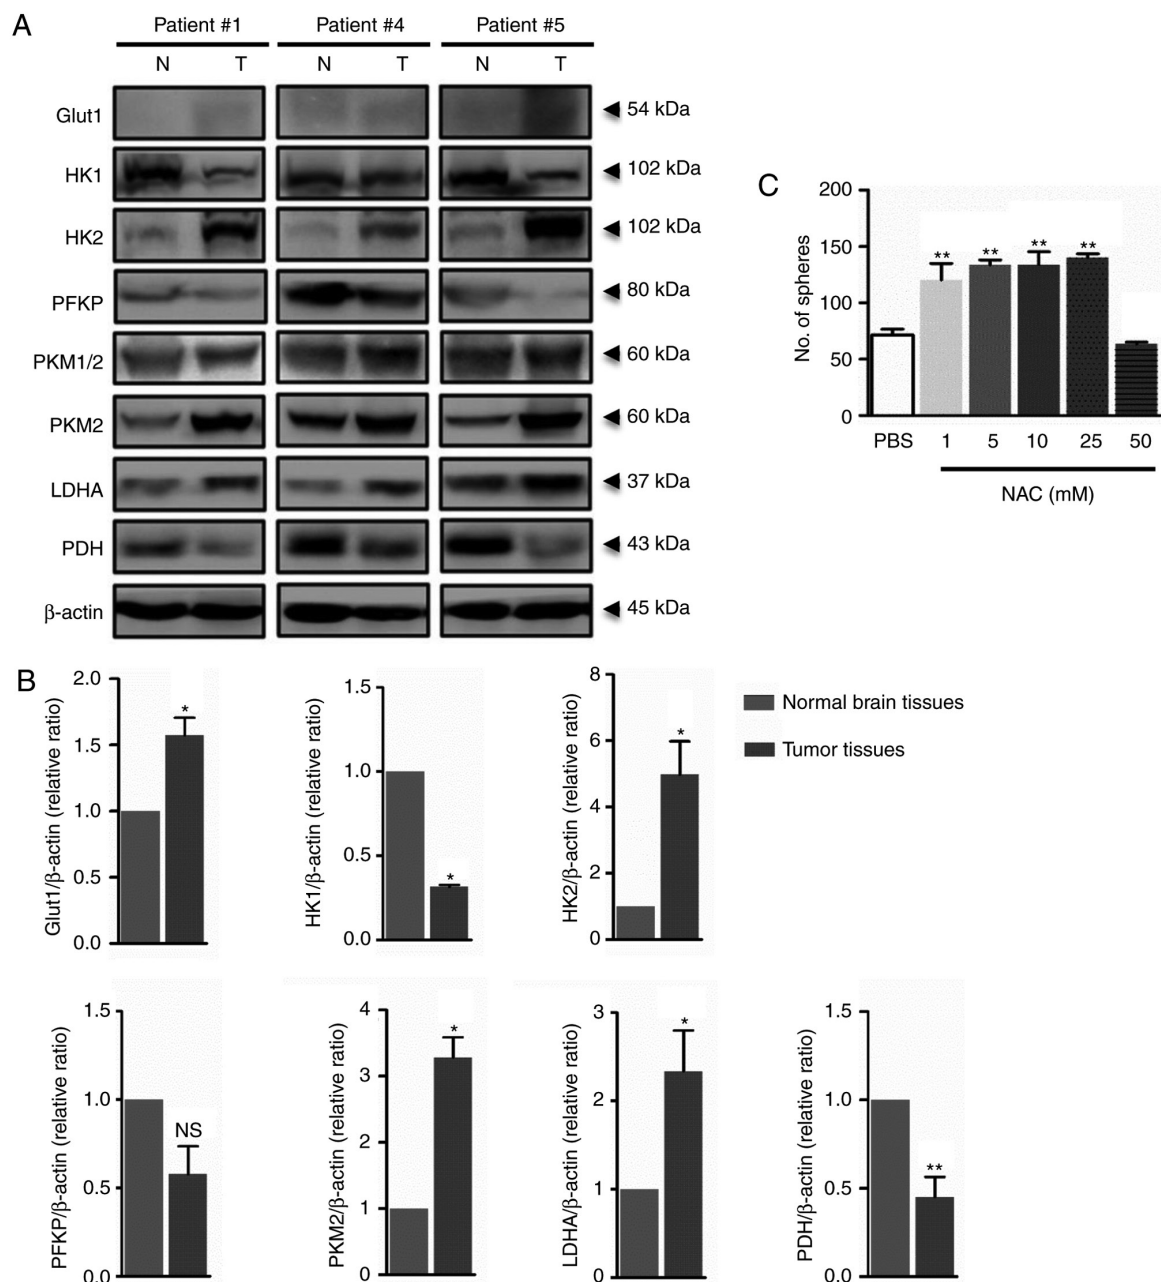 A
Patient #1 Patient #4 Patient #5
N T N T N T
Glut1 54 kDa
HK1 102 kDa
HK2 102 kDa
PFKP 80 kDa
PKM1/2 60 kDa
PKM2 60 kDa
LDHA 37 kDa
PDH 43 kDa
β-actin 45 kDa
C
No. of spheres
200
150
100
50
0
** ** ** **
PBS 1 5 10 25 50
NAC (mM)
B
Glut1/β-actin (relative ratio)
2.0
1.5
1.0
0.5
0.0
*
HK1/β-actin (relative ratio)
1.5
1.0
0.5
0.0
*
HK2/β-actin (relative ratio)
8
6
4
2
0
*
Normal brain tissues
Tumor tissues
PFKP/β-actin (relative ratio)
1.5
1.0
0.5
0.0
NS
PKM2/β-actin (relative ratio)
4
3
2
1
0
*
LDHA/β-actin (relative ratio)
3
2
1
0
*
PDH/β-actin (relative ratio)
1.5
1.0
0.5
0.0
**